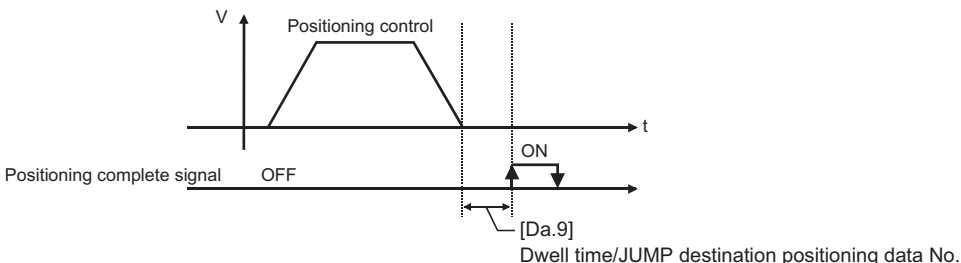 V
Positioning control
t
ON
Positioning complete signal OFF
[Da.9]
Dwell time/JUMP destination positioning data No.